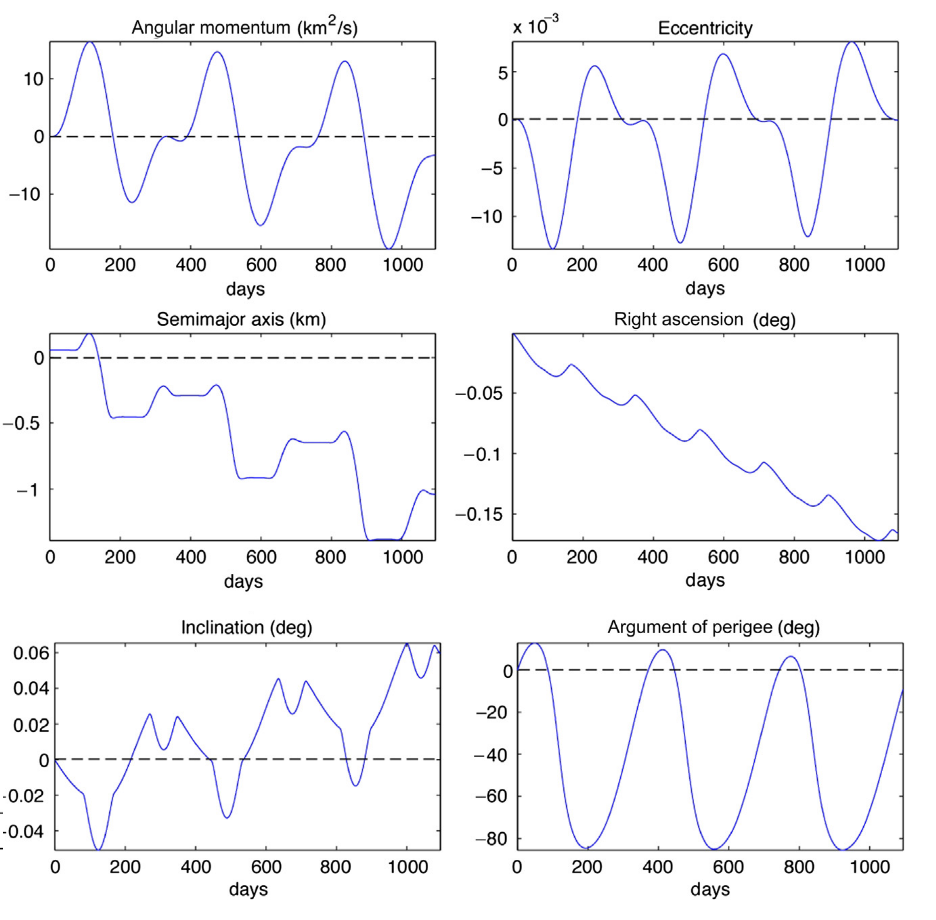 Angular momentum (km²/s)
10
0
−10
0 200 400 600 800 1000
days
x 10⁻³
Eccentricity
5
0
−5
−10
0 200 400 600 800 1000
days
Semimajor axis (km)
0
−0.5
−1
0 200 400 600 800 1000
days
Right ascension (deg)
−0.05
−0.1
−0.15
0 200 400 600 800 1000
days
Inclination (deg)
0.06
0.04
0.02
0
-0.02
-0.04
0 200 400 600 800 1000
days
Argument of perigee (deg)
0
−20
−40
−60
−80
0 200 400 600 800 1000
days